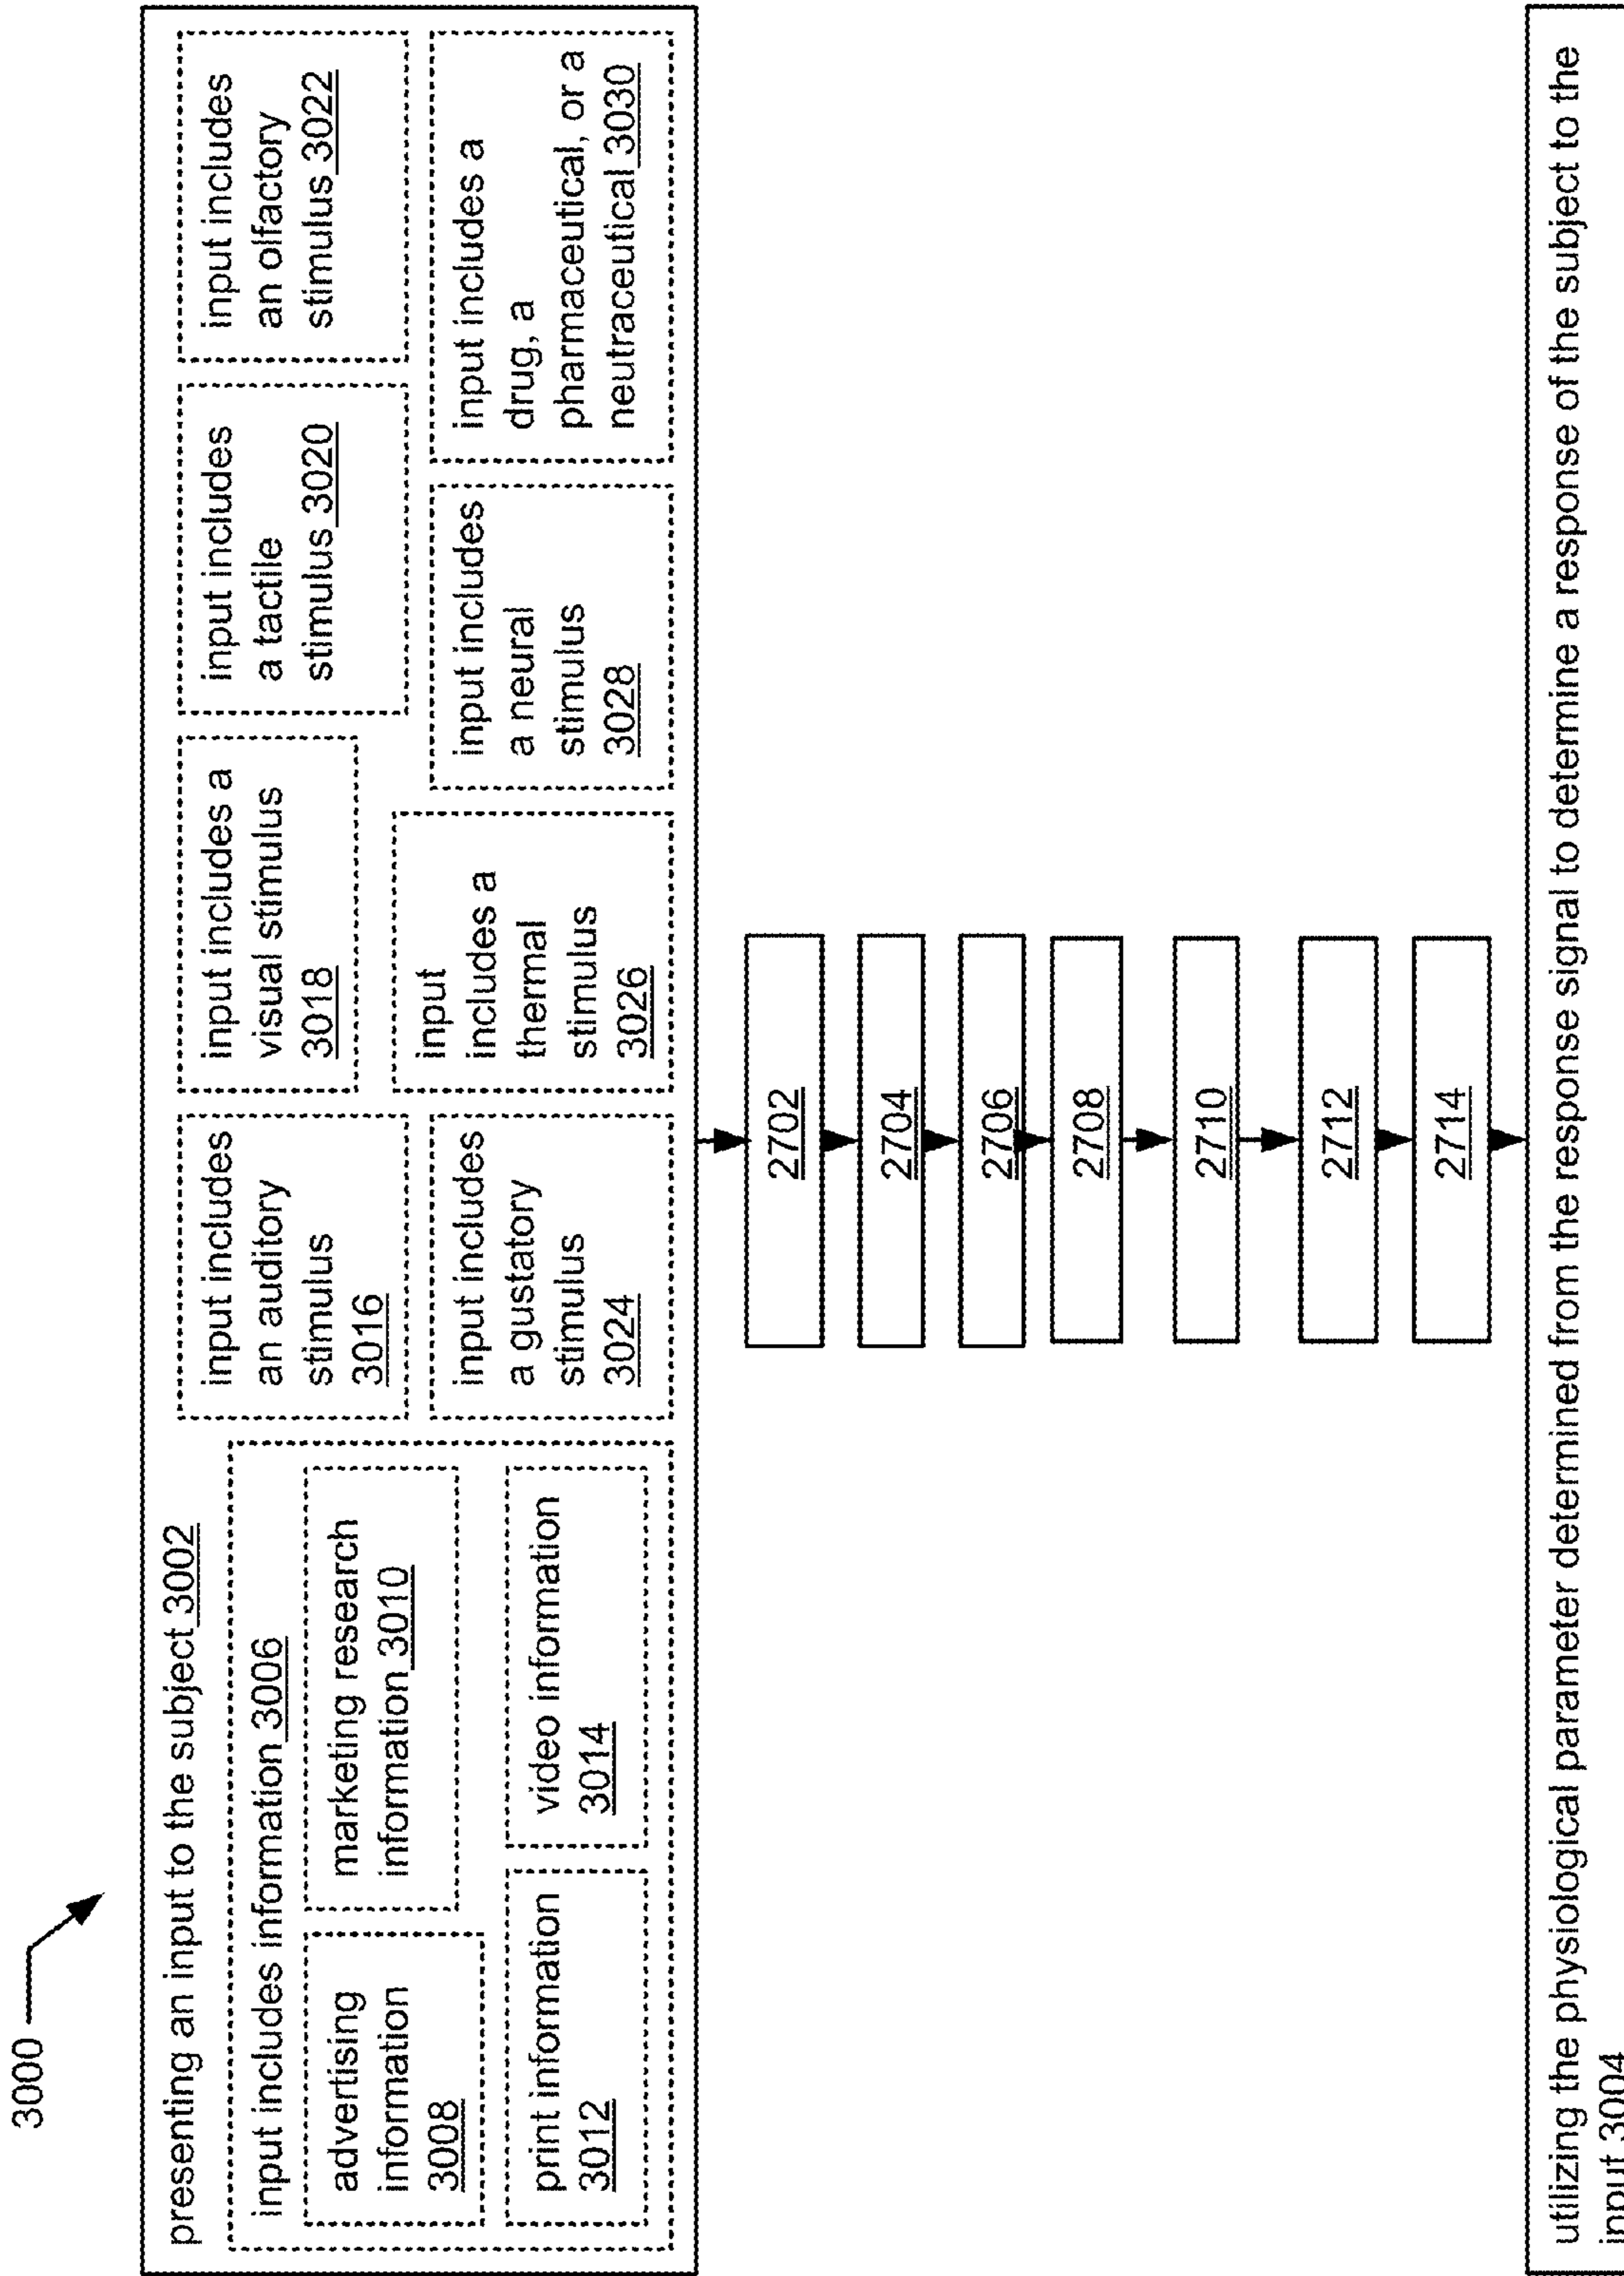 3000
presenting an input to the subject 3002
input includes information 3006
advertising
information
3008
marketing research
information 3010
print information
3012
video information
3014
input includes
an auditory
stimulus
3016
input includes a
visual stimulus
3018
input includes
a tactile
stimulus 3020
input includes
an olfactory
stimulus 3022
input includes
a gustatory
stimulus
3024
input
includes a
thermal
stimulus
3026
input includes
a neural
stimulus
3028
input includes a
drug, a
pharmaceutical, or a
neutraceutical 3030
2702
2704
2706
2708
2710
2712
2714
utilizing the physiological parameter determined from the response signal to determine a response of the subject to the
input 3004